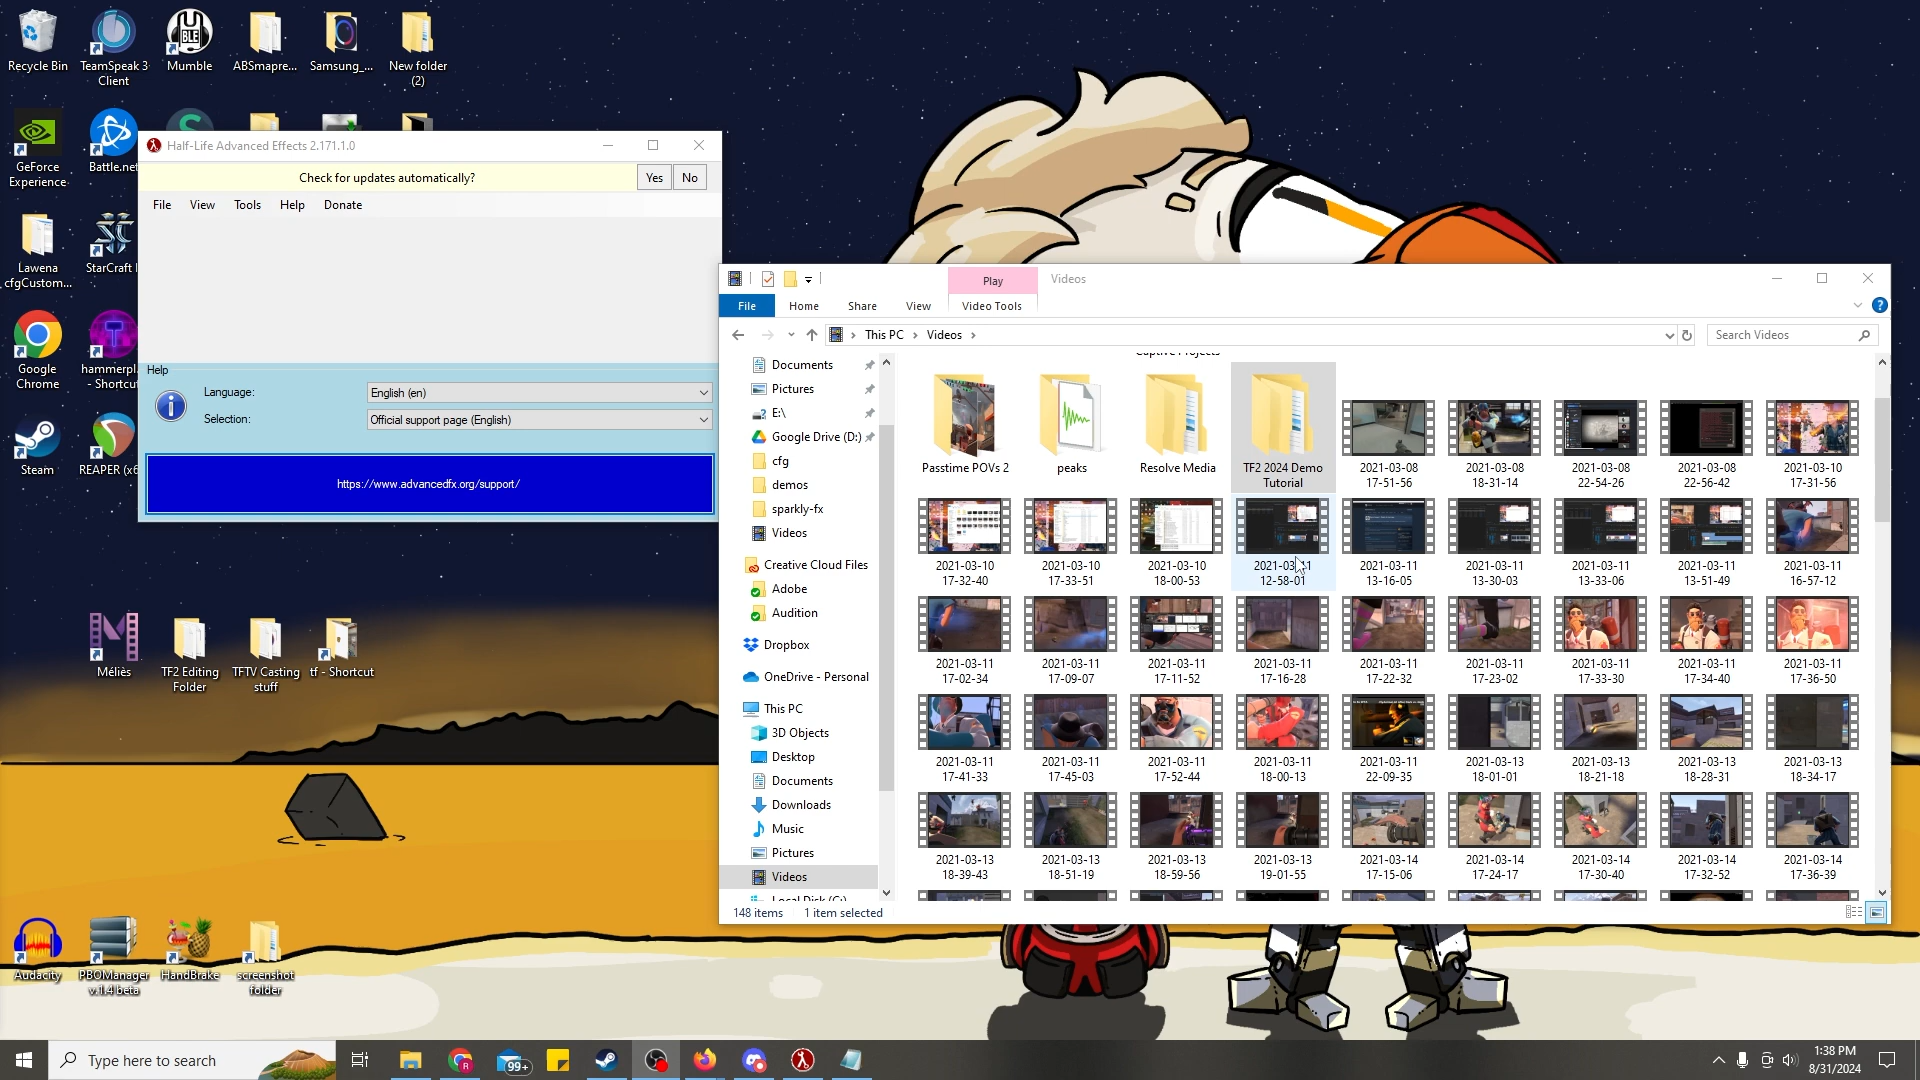 Recycle Bin
TeamSpeak 3
Client
Mumble
ABSmapre...
Samsung_...
New folder
(2)
GeForce
Experience
Battle.net
Lawena
cfgCustom...
StarCraft I
Google
Chrome
hammerpl...
- Shortcut
Steam
REAPER (x6
Méliès
TF2 Editing
Folder
TFTV Casting
stuff
tf - Shortcut
Audacity
PBOManager
v.1.4 beta
HandBrake
screenshot
folder
Half-Life Advanced Effects 2.171.1.0
Check for updates automatically?
Yes
No
File
View
Tools
Help
Donate
Help
Language:
English (en)
Selection:
Official support page (English)
https://www.advancedfx.org/support/
Play
Videos
File
Home
Share
View
Video Tools
This PC
Videos
Search Videos
Documents
Pictures
E:\
Google Drive (D:)
cfg
demos
sparkly-fx
Videos
Creative Cloud Files
Adobe
Audition
Dropbox
OneDrive - Personal
This PC
3D Objects
Desktop
Documents
Downloads
Music
Pictures
Videos
Local Disk (C:)
Captive Projects
Passtime POVs 2
peaks
Resolve Media
TF2 2024 Demo
Tutorial
2021-03-08
17-51-56
2021-03-08
18-31-14
2021-03-08
22-54-26
2021-03-08
22-56-42
2021-03-10
17-31-56
2021-03-10
17-32-40
2021-03-10
17-33-51
2021-03-10
18-00-53
2021-03-11
12-58-01
2021-03-11
13-16-05
2021-03-11
13-30-03
2021-03-11
13-33-06
2021-03-11
13-51-49
2021-03-11
16-57-12
2021-03-11
17-02-34
2021-03-11
17-09-07
2021-03-11
17-11-52
2021-03-11
17-16-28
2021-03-11
17-22-32
2021-03-11
17-23-02
2021-03-11
17-33-30
2021-03-11
17-34-40
2021-03-11
17-36-50
2021-03-11
17-41-33
2021-03-11
17-45-03
2021-03-11
17-52-44
2021-03-11
18-00-13
2021-03-11
22-09-35
2021-03-13
18-01-01
2021-03-13
18-21-18
2021-03-13
18-28-31
2021-03-13
18-34-17
2021-03-13
18-39-43
2021-03-13
18-51-19
2021-03-13
18-59-56
2021-03-13
19-01-55
2021-03-14
17-15-06
2021-03-14
17-24-17
2021-03-14
17-30-40
2021-03-14
17-32-52
2021-03-14
17-36-39
148 items
1 item selected
Type here to search
99+
1:38 PM
8/31/2024